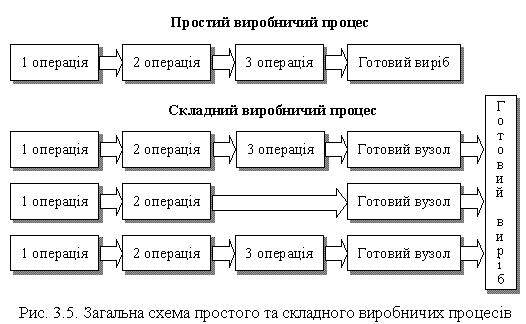 Простий виробничий процес
1 операція 2 операція 3 операція Готовий виріб
Складний виробничий процес
1 операція 2 операція 3 операція Готовий вузол
1 операція 2 операція Готовий вузол
1 операція 2 операція 3 операція Готовий вузол
Готовий виріб
Рис. 3.5. Загальна схема простого та складного виробничих процесів